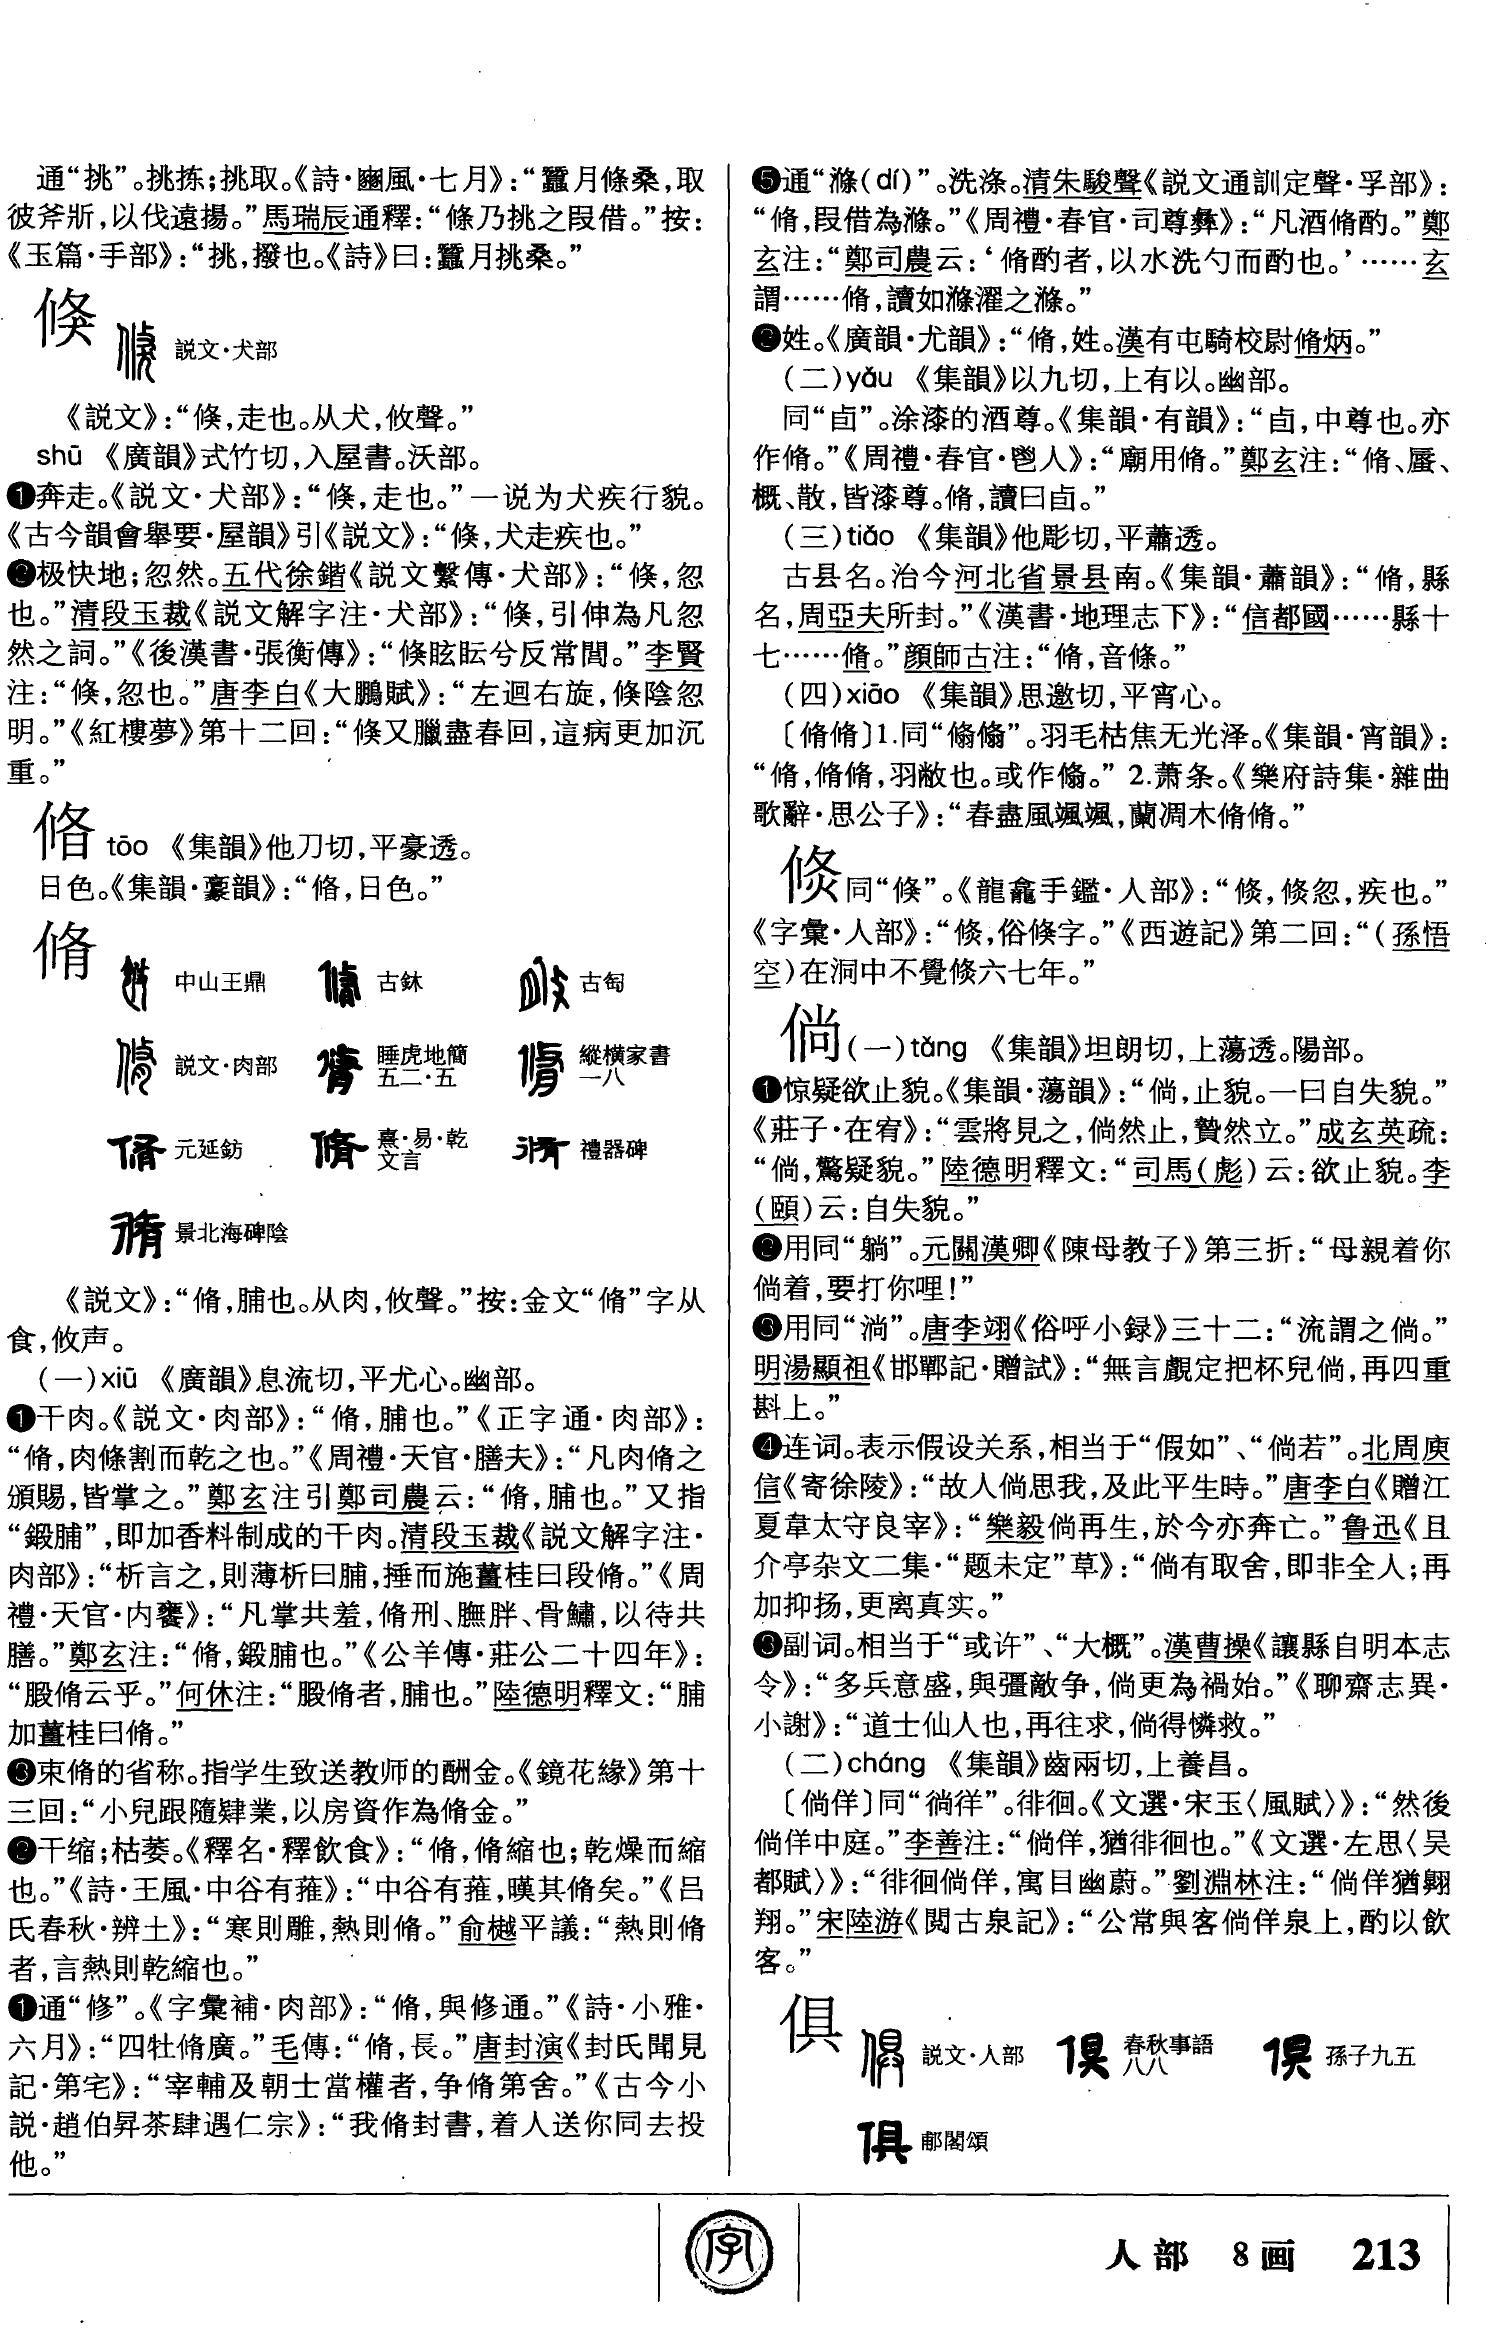 通“挑”。挑拣；挑取。《詩·豳風·七月》：“蠶月條桑，取
彼斧斨，以伐遠揚。”馬瑞辰通釋：“條乃挑之叚借。”按：
《玉篇·手部》：“挑，撥也。《詩》曰：蠶月挑桑。”
倏
説文·犬部
《説文》：“倏，走也。从犬，攸聲。”
shū 《廣韻》式竹切，入屋書。沃部。
❶奔走。《説文·犬部》：“倏，走也。”一说为犬疾行貌。
《古今韻會舉要·屋韻》引《説文》：“倏，犬走疾也。”
❷极快地；忽然。五代徐鍇《説文繫傳·犬部》：“倏，忽
也。”清段玉裁《説文解字注·犬部》：“倏，引伸為凡忽
然之詞。”《後漢書·張衡傳》：“倏眩眃兮反常閭。”李賢
注：“倏，忽也。”唐李白《大鵬賦》：“左迴右旋，倏陰忽
明。”《紅樓夢》第十二回：“倏又臘盡春回，這病更加沉
重。”
tāo 《集韻》他刀切，平豪透。
日色。《集韻·豪韻》：“，日色。”
脩
中山王鼎 古鉥 古匋
説文·肉部 睡虎地簡五二·五 縱横家書一八
元延鈁 熹·易·乾文言 禮器碑
景北海碑陰
《説文》：“脩，脯也。从肉，攸聲。”按：金文“脩”字从
食，攸声。
（一）xiū 《廣韻》息流切，平尤心。幽部。
❶干肉。《説文·肉部》：“脩，脯也。”《正字通·肉部》：
“脩，肉條割而乾之也。”《周禮·天官·膳夫》：“凡肉脩之
頒賜，皆掌之。”鄭玄注引鄭司農云：“脩，脯也。”又指
“鍛脯”，即加香料制成的干肉。清段玉裁《説文解字注·
肉部》：“析言之，則薄析曰脯，捶而施薑桂曰段脩。”《周
禮·天官·内饔》：“凡掌共羞，脩刑、膴胖、骨鱐，以待共
膳。”鄭玄注：“脩，鍛脯也。”《公羊傳·莊公二十四年》：
“腶脩云乎。”何休注：“腶脩者，脯也。”陸德明釋文：“脯
加薑桂曰脩。”
❸束脩的省称。指学生致送教师的酬金。《鏡花緣》第十
三回：“小兒跟隨肄業，以房資作為脩金。”
❷干缩；枯萎。《釋名·釋飲食》：“脩，脩縮也；乾燥而縮
也。”《詩·王風·中谷有蓷》：“中谷有蓷，暵其脩矣。”《吕
氏春秋·辨土》：“寒則雕，熱則脩。”俞樾平議：“熱則脩
者，言熱則乾縮也。”
❶通“修”。《字彙補·肉部》：“脩，與修通。”《詩·小雅·
六月》：“四牡脩廣。”毛傳：“脩，長。”唐封演《封氏聞見
記·第宅》：“宰輔及朝士當權者，争脩第舍。”《古今小
説·趙伯昇茶肆遇仁宗》：“我脩封書，着人送你同去投
他。”
❺通“滌(dí)”。洗涤。清朱駿聲《説文通訓定聲·孚部》：
“脩，叚借為滌。”《周禮·春官·司尊彝》：“凡酒脩酌。”鄭
玄注：“鄭司農云：‘脩酌者，以水洗勺而酌也。’……玄
謂……脩，讀如滌濯之滌。”
❷姓。《廣韻·尤韻》：“脩，姓。漢有屯騎校尉脩炳。”
（二）yǎu 《集韻》以九切，上有以。幽部。
同“卣”。涂漆的酒尊。《集韻·有韻》：“卣，中尊也。亦
作脩。”《周禮·春官·鬯人》：“廟用脩。”鄭玄注：“脩、蜃、
概、散，皆漆尊。脩，讀曰卣。”
（三）tiǎo 《集韻》他彫切，平蕭透。
古县名。治今河北省景县南。《集韻·蕭韻》：“脩，縣
名，周亞夫所封。”《漢書·地理志下》：“信都國……縣十
七……脩。”顔師古注：“脩，音條。”
（四）xiāo 《集韻》思邀切，平宵心。
〔脩脩〕1.同“翛翛”。羽毛枯焦无光泽。《集韻·宵韻》：
“脩，脩脩，羽敝也。或作翛。” 2.萧条。《樂府詩集·雜曲
歌辭·思公子》：“春盡風颯颯，蘭凋木脩脩。”
倐同“倏”。《龍龕手鑑·人部》：“倐，倐忽，疾也。”
《字彙·人部》：“倐，俗倏字。”《西遊記》第二回：“（孫悟
空）在洞中不覺倐六七年。”
倘（一）tǎng 《集韻》坦朗切，上蕩透。陽部。
❶惊疑欲止貌。《集韻·蕩韻》：“倘，止貌。一曰自失貌。”
《莊子·在宥》：“雲將見之，倘然止，贄然立。”成玄英疏：
“倘，驚疑貌。”陸德明釋文：“司馬（彪）云：欲止貌。李
（頤）云：自失貌。”
❷用同“躺”。元關漢卿《陳母教子》第三折：“母親着你
倘着，要打你哩！”
❸用同“淌”。唐李翊《俗呼小録》三十二：“流謂之倘。”
明湯顯祖《邯鄲記·贈試》：“無言覷定把杯兒倘，再四重
斟上。”
❹连词。表示假设关系，相当于“假如”、“倘若”。北周庾
信《寄徐陵》：“故人倘思我，及此平生時。”唐李白《贈江
夏韋太守良宰》：“樂毅倘再生，於今亦奔亡。”鲁迅《且
介亭杂文二集·“题未定”草》：“倘有取舍，即非全人；再
加抑扬，更离真实。”
❸副词。相当于“或许”、“大概”。漢曹操《讓縣自明本志
令》：“多兵意盛，與彊敵争，倘更為禍始。”《聊齋志異·
小謝》：“道士仙人也，再往求，倘得憐救。”
（二）cháng 《集韻》齒兩切，上養昌。
〔倘佯〕同“徜徉”。徘徊。《文選·宋玉〈風賦〉》：“然後
倘佯中庭。”李善注：“倘佯，猶徘徊也。”《文選·左思〈吴
都賦〉》：“徘徊倘佯，寓目幽蔚。”劉淵林注：“倘佯猶翺
翔。”宋陸游《閲古泉記》：“公常與客倘佯泉上，酌以飲
客。”
俱
説文·人部 春秋事語八八 孫子九五
郙閣頌
字
人部 8画 213